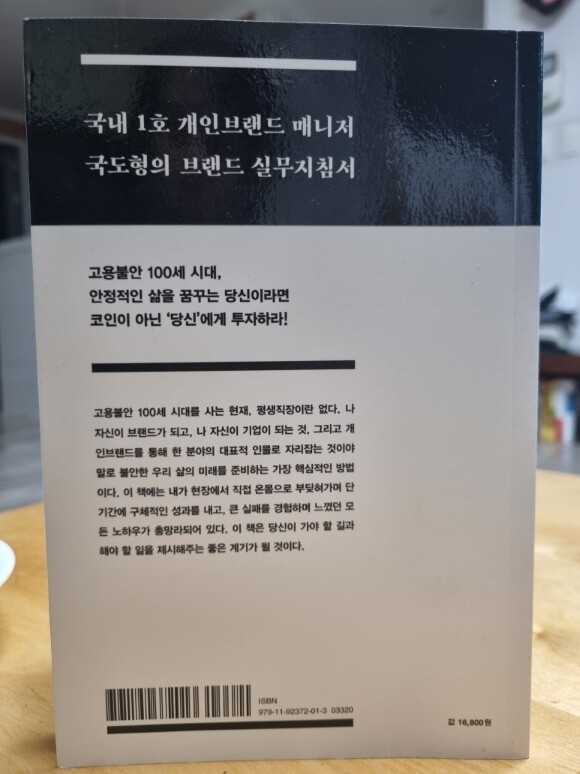 국내 1호 개인브랜드 매니저
국도형의 브랜드 실무지침서
고용불안 100세 시대,
안정적인 삶을 꿈꾸는 당신이라면
코인이 아닌 '당신'에게 투자하라!
고용불안 100세 시대를 사는 현재, 평생직장이란 없다. 나
자신이 브랜드가 되고, 나 자신이 기업이 되는 것, 그리고 개
인브랜드를 통해 한 분야의 대표적 인물로 자리잡는 것이야
말로 불안한 우리 삶의 미래를 준비하는 가장 핵심적인 방법
이다. 이 책에는 내가 현장에서 직접 온몸으로 부딪혀가며 단
기간에 구체적인 성과를 내고, 큰 실패를 경험하며 느꼈던 모
든 노하우가 총망라되어 있다. 이 책은 당신이 가야 할 길과
해야 할 일을 제시해주는 좋은 계기가 될 것이다.
ISBN
979-11-92372-01-3 03320
값 16,800원